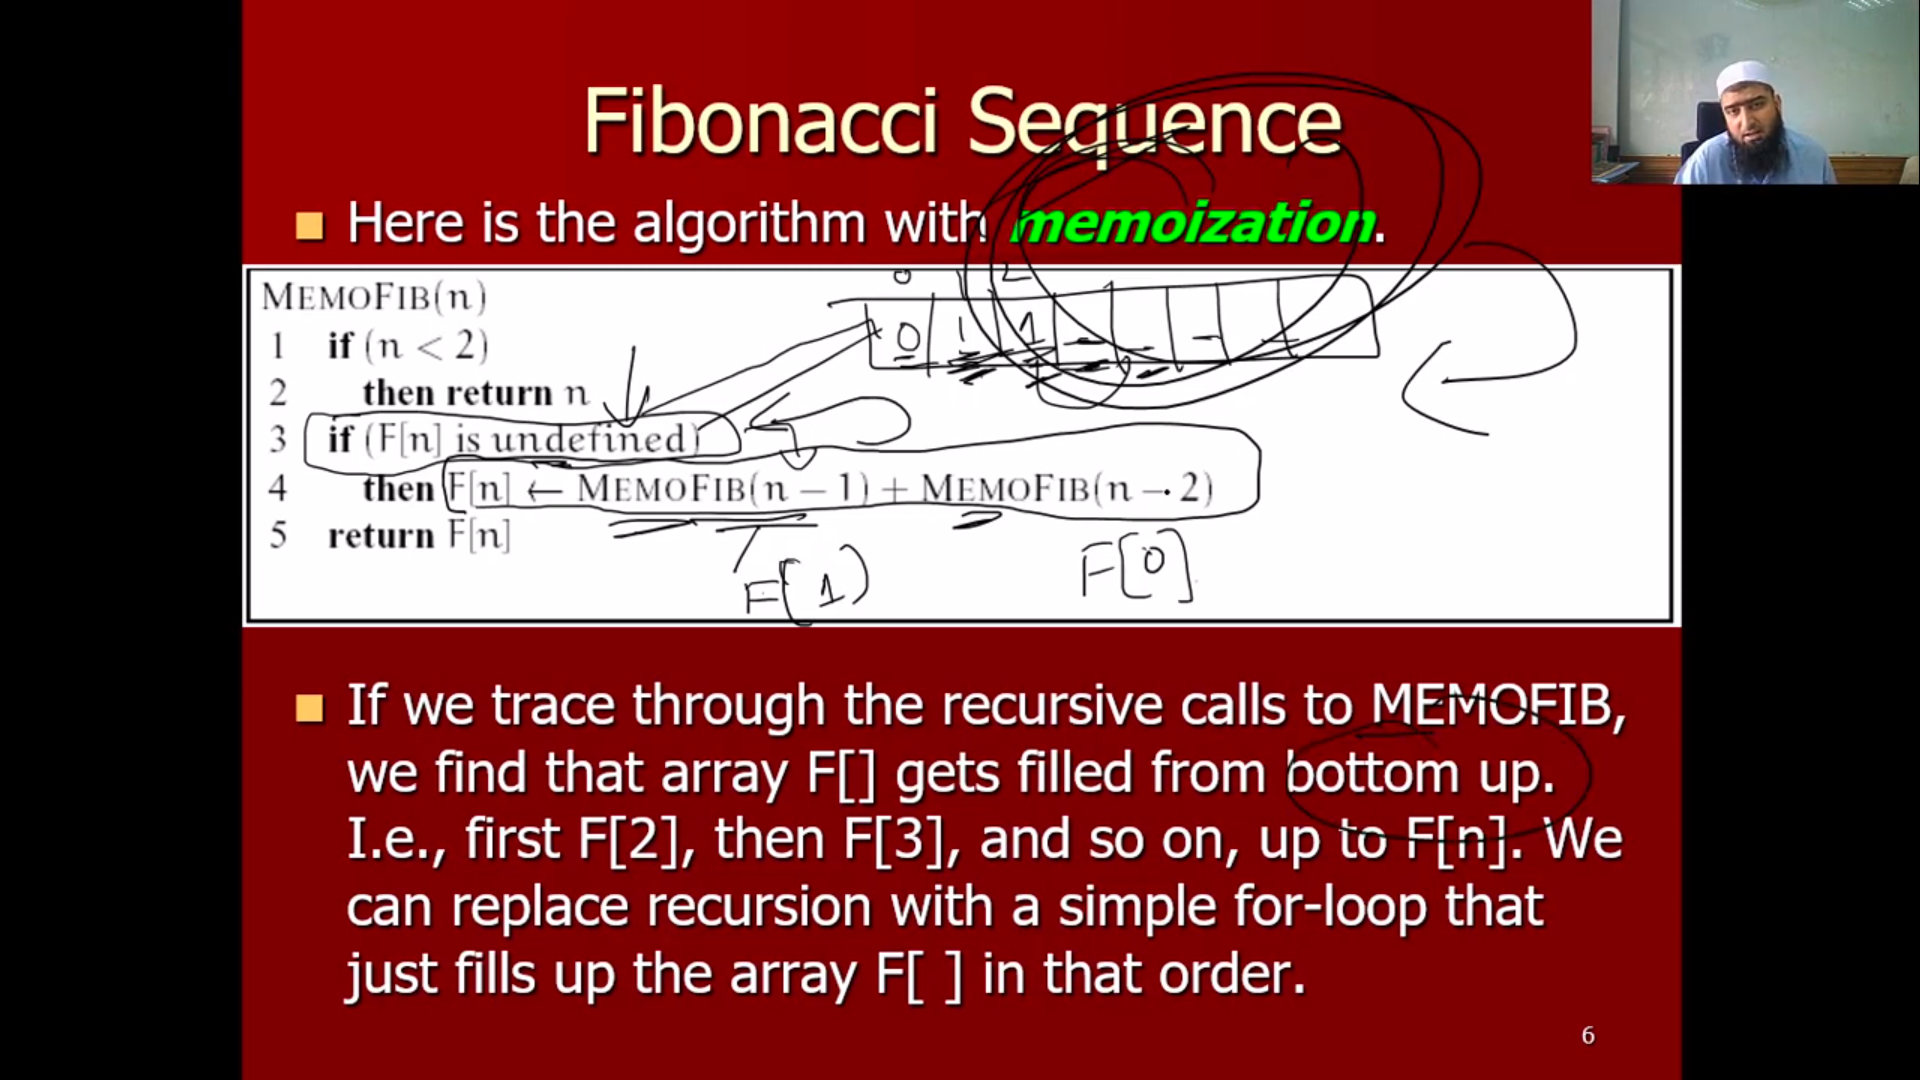 Fibonacci Sequence
Here is the algorithm with memoization.
0 1 2
0 1 1
MEMOFIB(n)
1 if (n < 2)
2 then return n
3 if (F[n] is undefined)
4 then F[n] ← MEMOFIB(n − 1) + MEMOFIB(n − 2)
5 return F[n]
F(1) F[0]
If we trace through the recursive calls to MEMOFIB,
we find that array F[] gets filled from bottom up.
I.e., first F[2], then F[3], and so on, up to F[n]. We
can replace recursion with a simple for-loop that
just fills up the array F[ ] in that order.
6